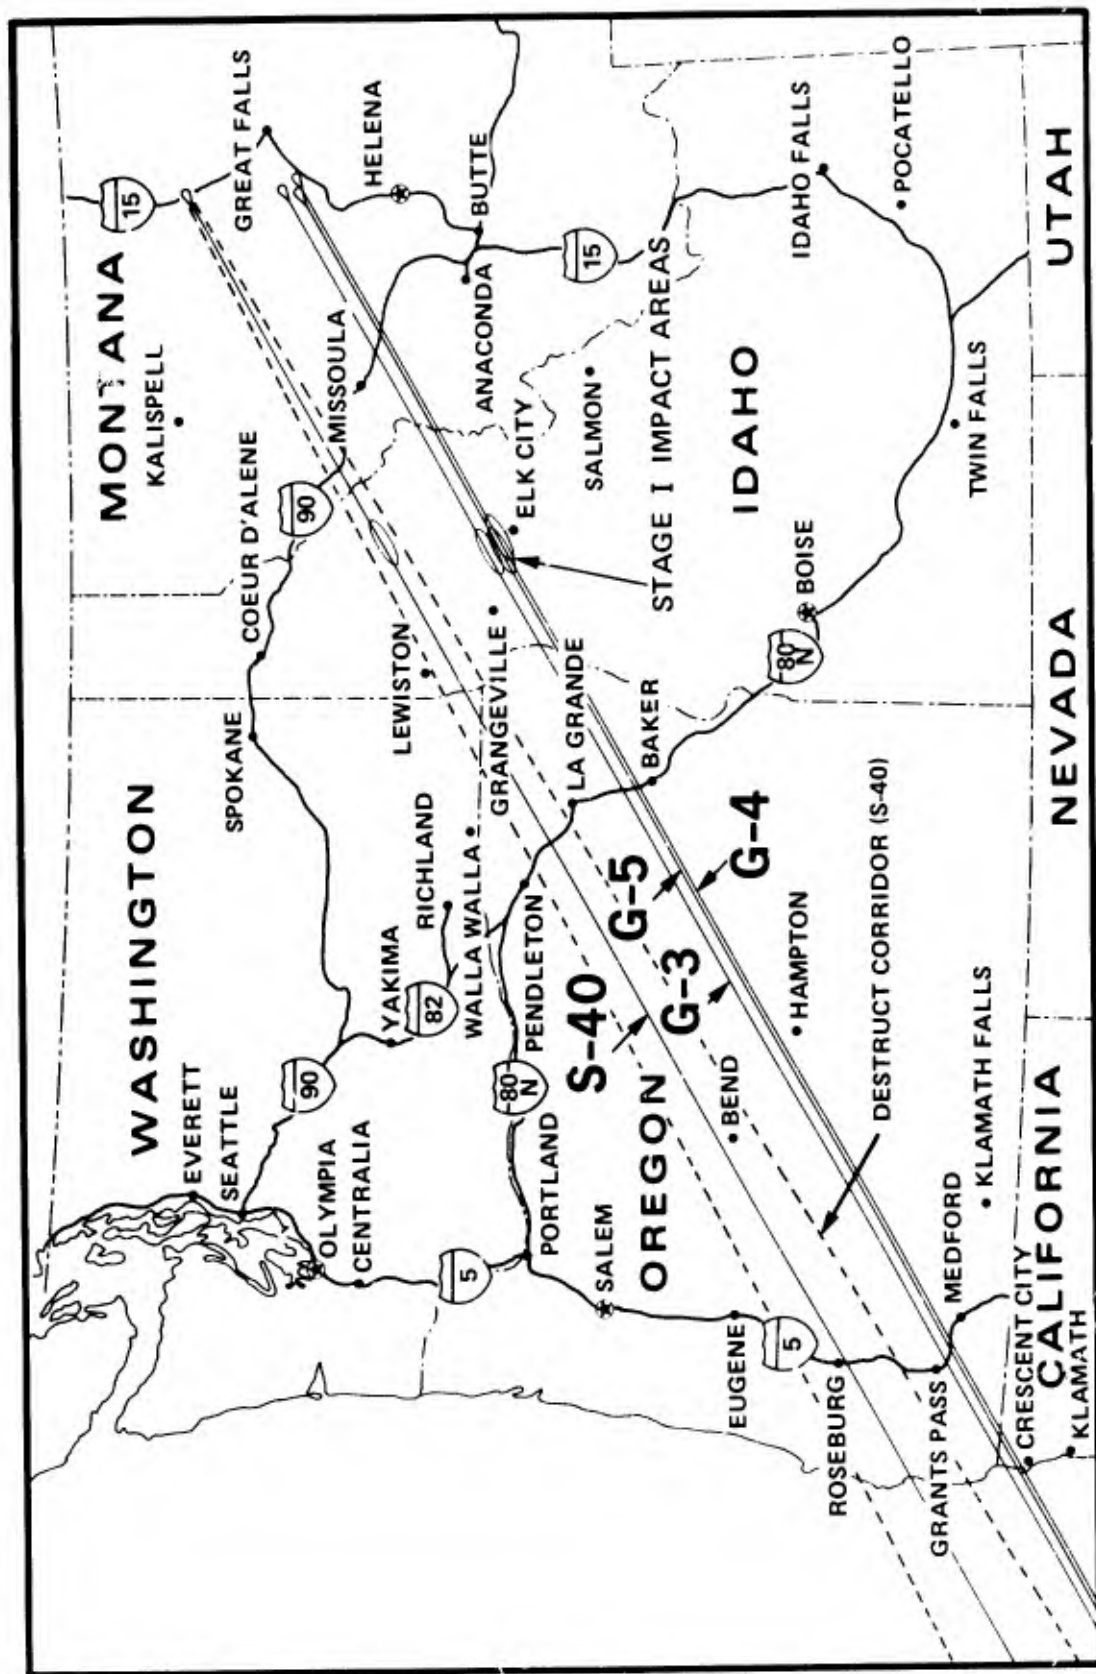 WASHINGTON
MONTANA
EVERETT
SEATTLE
OLYMPIA
CENTRALIA
90
SPOKANE
COEUR D'ALENE
90
KALISPELL
15
GREAT FALLS
HELENA
BUTTE
ANACONDA
MISSOULA
15
YAKIMA
82
RICHLAND
WALLA WALLA
LEWISTON
GRANGEVILLE
ELK CITY
SALMON
STAGE I IMPACT AREAS
5
PORTLAND
80
N
PENDLETON
LA GRANDE
BAKER
SALEM
OREGON
S-40
G-3
G-5
G-4
IDAHO
IDAHO FALLS
POCATELLO
BOISE
80
N
TWIN FALLS
EUGENE
5
BEND
HAMPTON
ROSEBURG
DESTRUCT CORRIDOR (S-40)
GRANTS PASS
MEDFORD
KLAMATH FALLS
CRESCENT CITY
KLAMATH
CALIFORNIA
NEVADA
UTAH